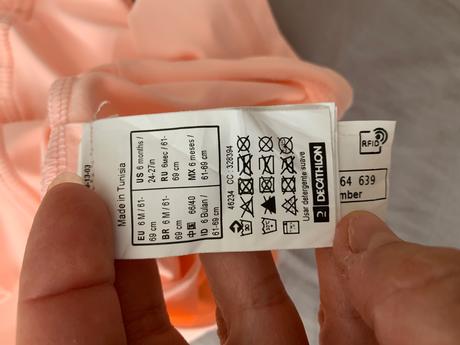 Made in Tunisia
EU 6 M / 61-
69 cm
BR 6 M / 61-
69 cm
中国 66/40
ID 6 Bulan /
61-69 cm
US 6 months /
24-27in
RU 6мес / 61-
69 cm
MX 6 meses /
61-69 cm
46234 CC : 328394
Usar detergente suave
DECATHLON
RFID
64 639
mber